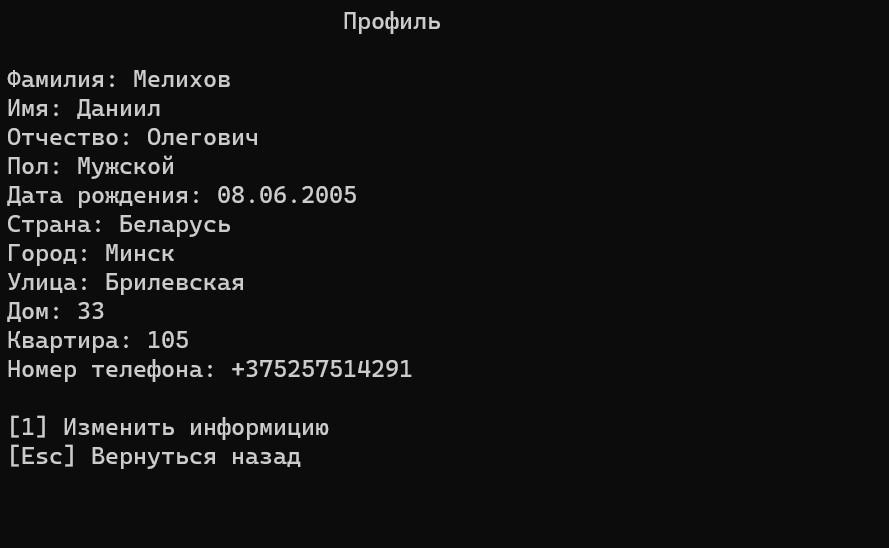 Профиль
Фамилия: Мелихов
Имя: Даниил
Отчество: Олегович
Пол: Мужской
Дата рождения: 08.06.2005
Страна: Беларусь
Город: Минск
Улица: Брилевская
Дом: 33
Квартира: 105
Номер телефона: +375257514291
[1] Изменить информицию
[Esc] Вернуться назад